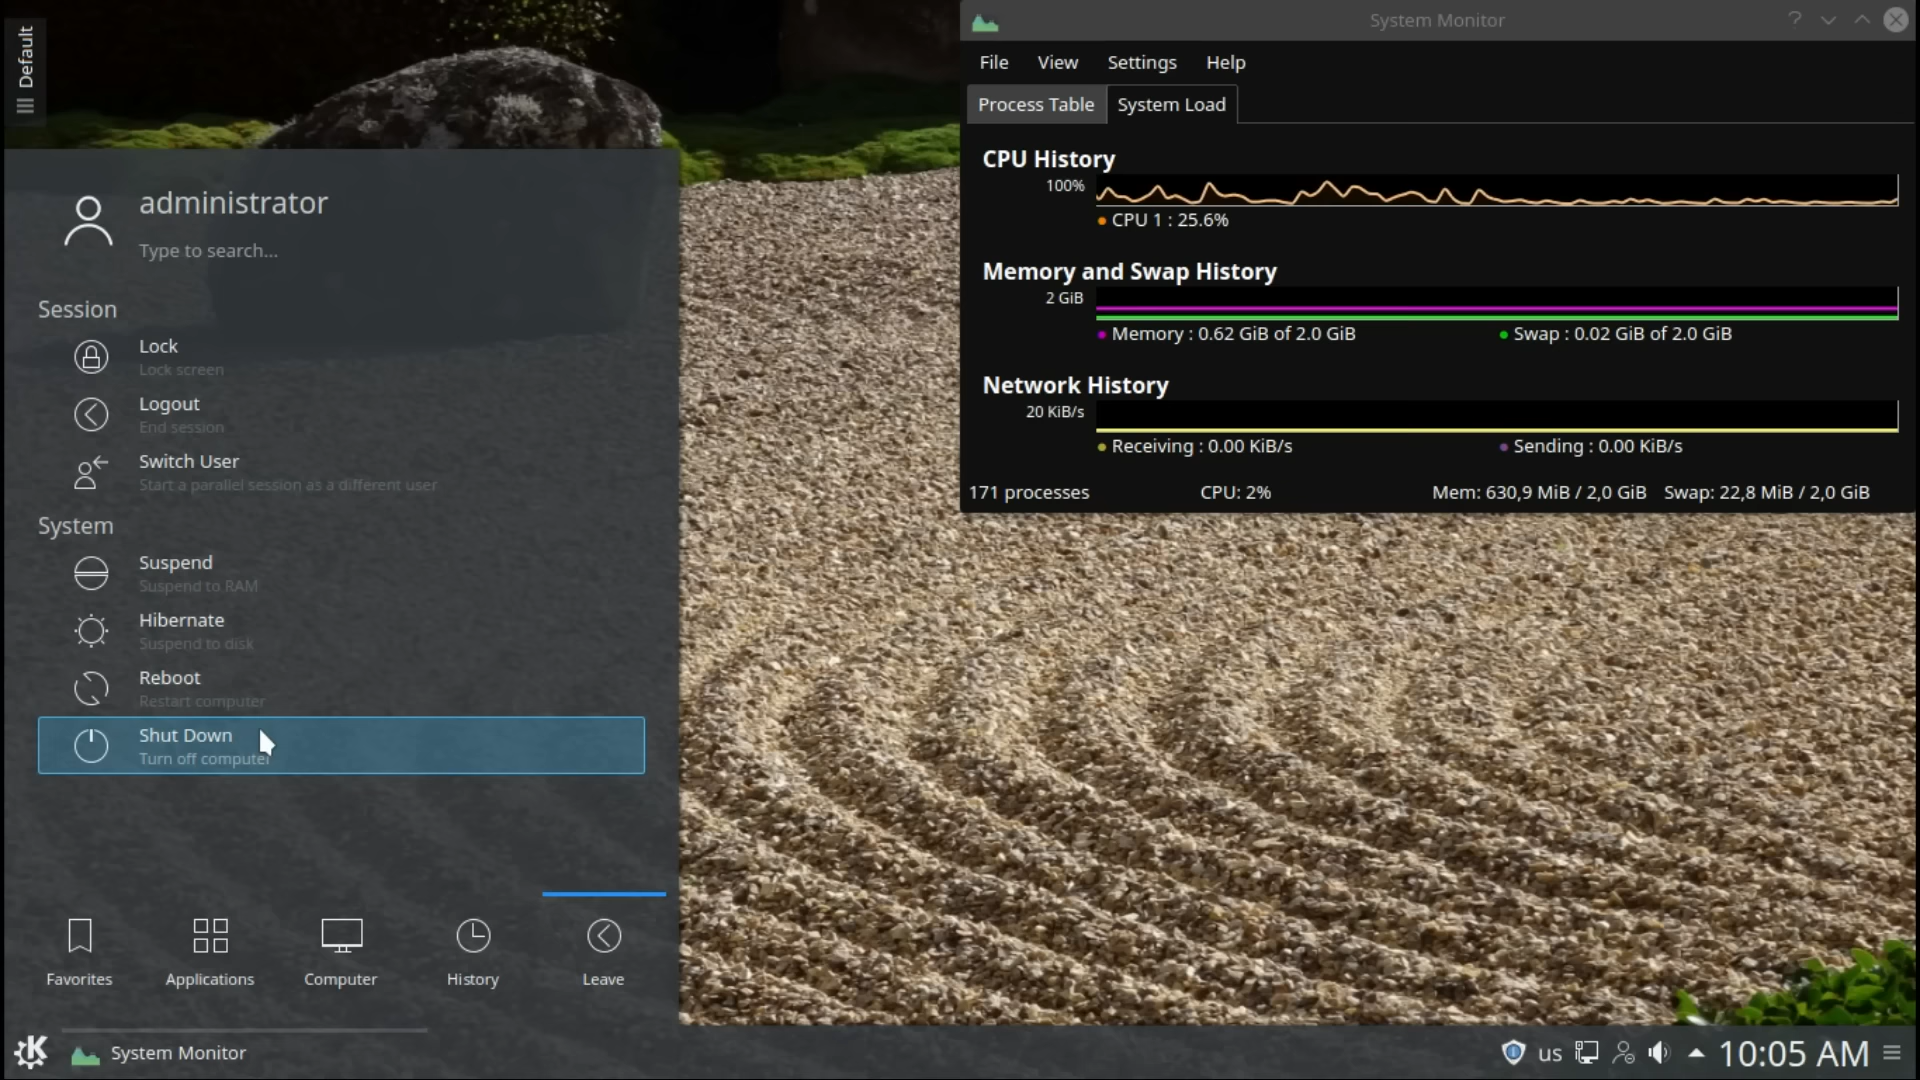 Default
administrator
Type to search...
Session
Lock
Lock screen
Logout
End session
Switch User
Start a parallel session as a different user
System
Suspend
Suspend to RAM
Hibernate
Suspend to disk
Reboot
Restart computer
Shut Down
Turn off computer
Favorites
Applications
Computer
History
Leave
System Monitor
File
View
Settings
Help
Process Table
System Load
CPU History
100%
CPU 1 : 25.6%
Memory and Swap History
2 GiB
Memory : 0.62 GiB of 2.0 GiB
Swap : 0.02 GiB of 2.0 GiB
Network History
20 KiB/s
Receiving : 0.00 KiB/s
Sending : 0.00 KiB/s
171 processes
CPU: 2%
Mem: 630,9 MiB / 2,0 GiB
Swap: 22,8 MiB / 2,0 GiB
System Monitor
us
10:05 AM